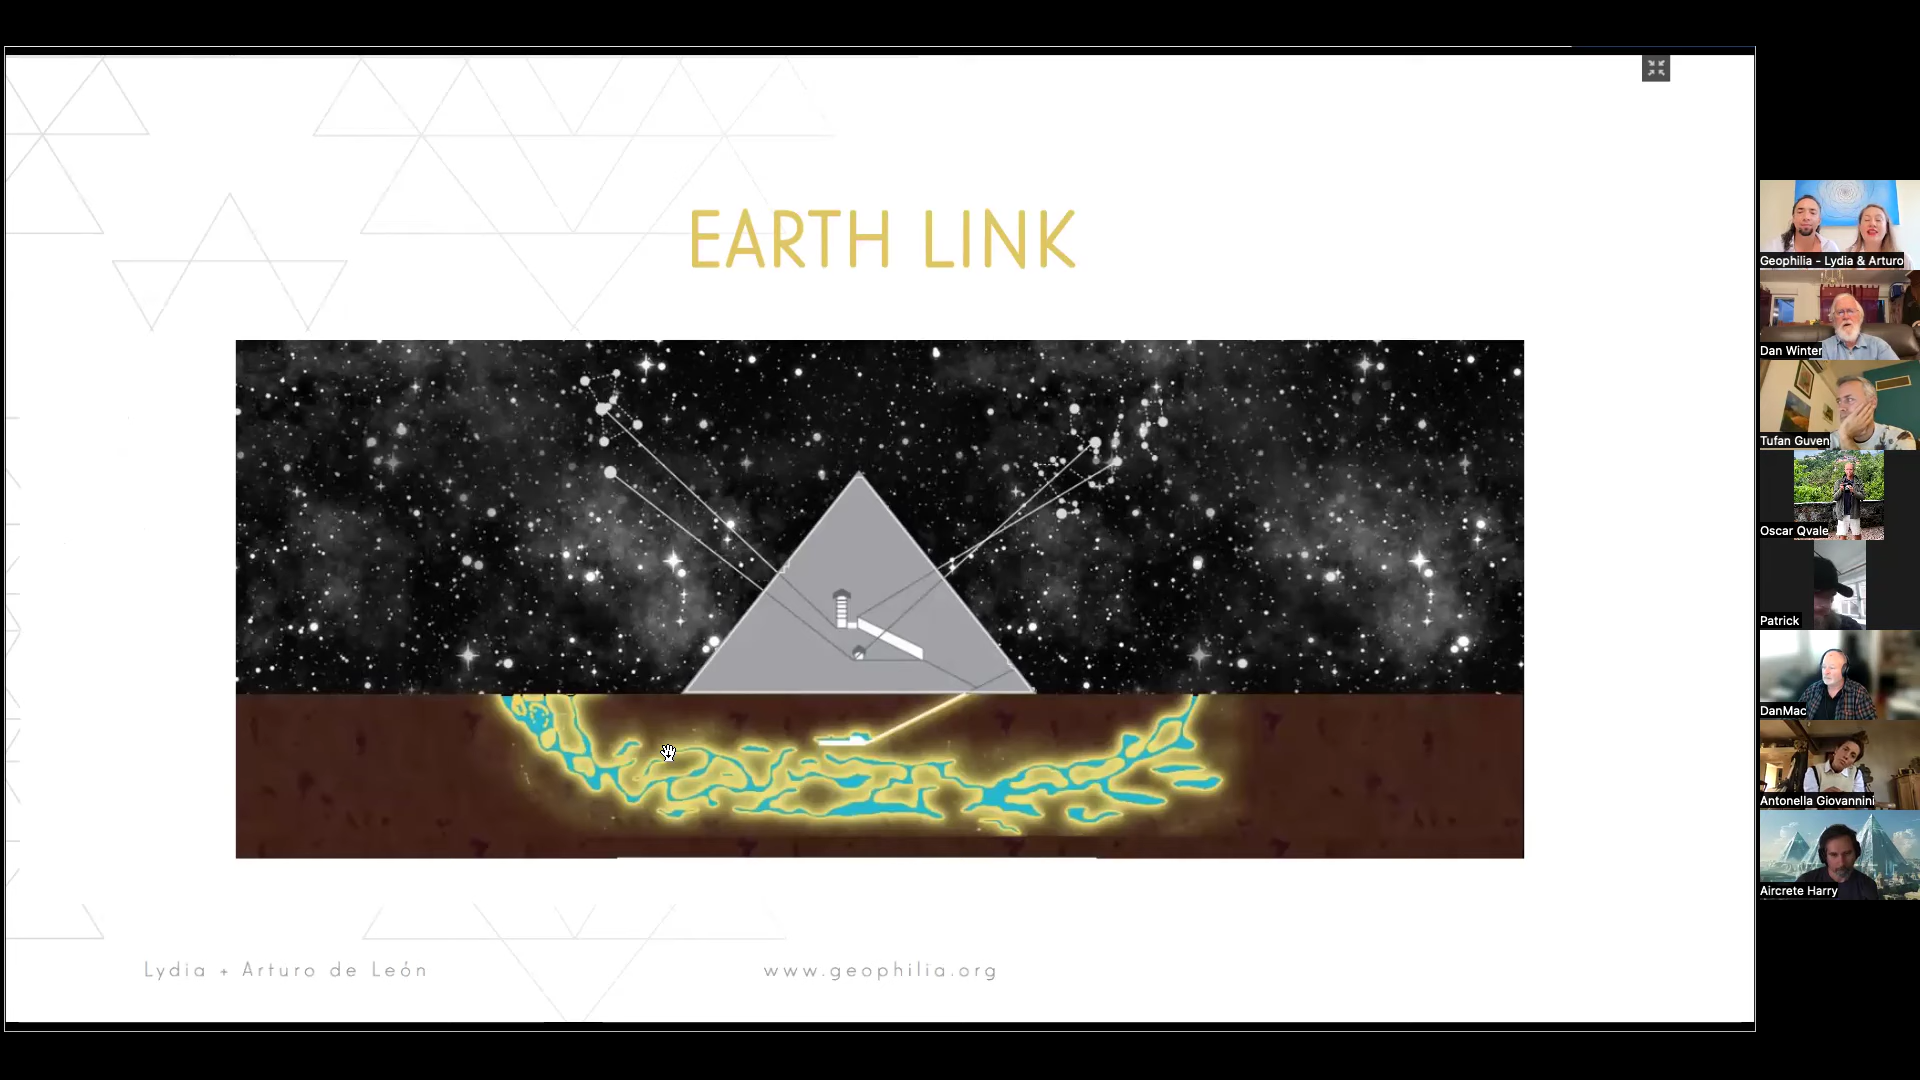 EARTH LINK
Lydia + Arturo de León
www.geophilia.org
Geophilia - Lydia & Arturo
Dan Winter
Tufan Guven
Oscar Qvale
Patrick
DanMac
Antonella Giovannini
Aircrete Harry